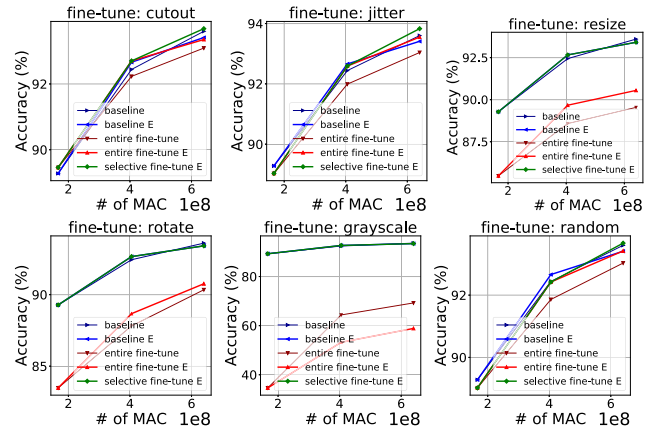 fine-tune: cutout
Accuracy (%)
92
90
baseline
baseline E
entire fine-tune
entire fine-tune E
selective fine-tune E
2 4 6
# of MAC 1e8
fine-tune: jitter
Accuracy (%)
94
92
90
baseline
baseline E
entire fine-tune
entire fine-tune E
selective fine-tune E
2 4 6
# of MAC 1e8
fine-tune: resize
Accuracy (%)
92.5
90.0
87.5
baseline
baseline E
entire fine-tune
entire fine-tune E
selective fine-tune E
2 4 6
# of MAC 1e8
fine-tune: rotate
Accuracy (%)
90
85
baseline
baseline E
entire fine-tune
entire fine-tune E
selective fine-tune E
2 4 6
# of MAC 1e8
fine-tune: grayscale
Accuracy (%)
80
60
40
baseline
baseline E
entire fine-tune
entire fine-tune E
selective fine-tune E
2 4 6
# of MAC 1e8
fine-tune: random
Accuracy (%)
92
90
baseline
baseline E
entire fine-tune
entire fine-tune E
selective fine-tune E
2 4 6
# of MAC 1e8